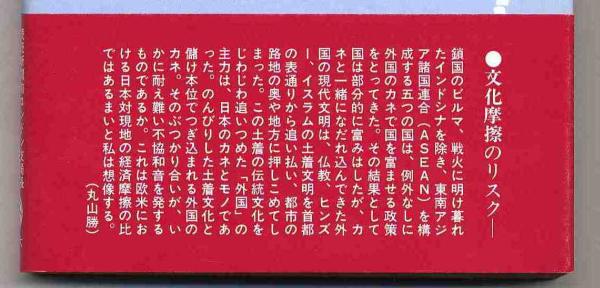 ●文化摩擦のリスク―
鎖国のビルマ、戦火に明け暮れ
たインドシナを除き、東南アジ
ア諸国連合（ASEAN）を構
成する五つの国は、例外なしに
外国のカネで国を富ませる政策
をとってきた。その結果として
国は部分的に富みはしたが、カ
ネと一緒になだれ込んできた外
国の現代文明は、仏教、ヒンズ
ー、イスラムの土着文明を首都
の表通りから追い払い、都市の
路地の奥や地方に押しこめてし
まった。この土着の伝統文化を
じわじわ追いつめた「外国」の
主力は、日本のカネとモノであ
った。のんびりした土着文化と
儲け本位でつぎ込まれる外国の
カネ。そのぶつかり合いが、い
かに耐え難い不協和音を発する
ものであるか。これは欧米にお
ける日本対現地の経済摩擦の比
ではあるまいと私は想像する。
（丸山勝）